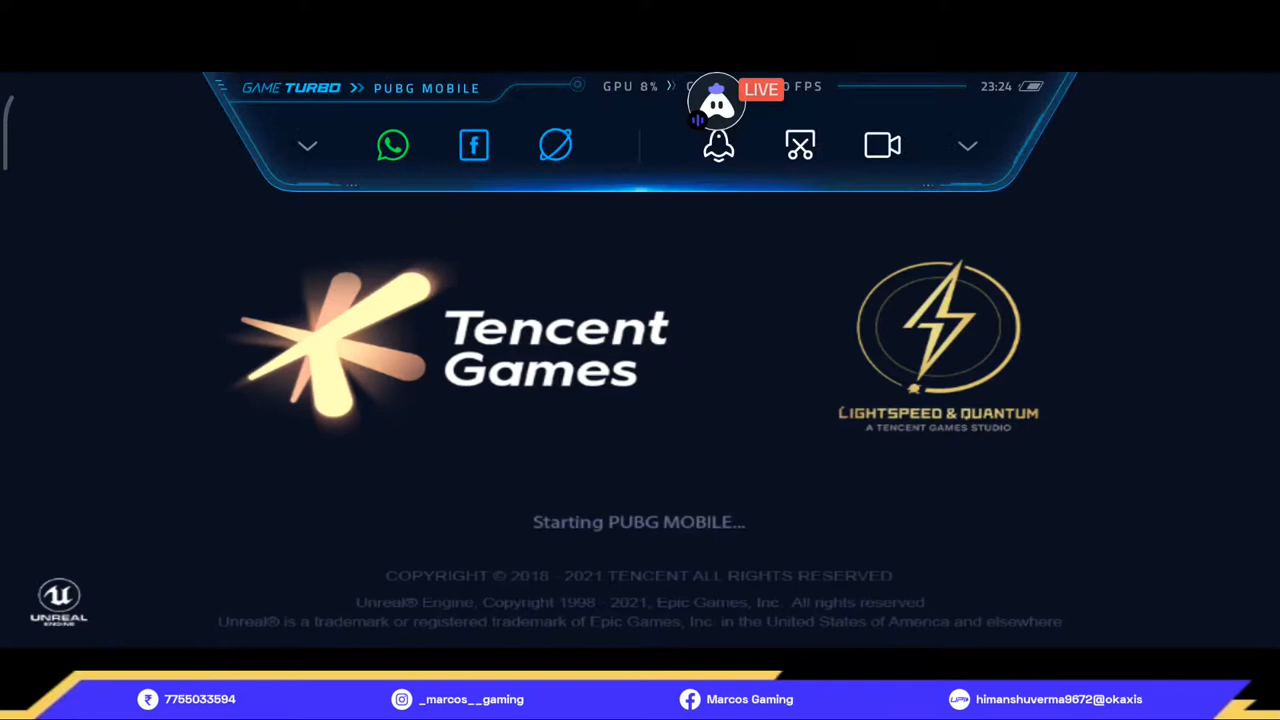 GAME TURBO >> PUBG MOBILE
GPU 8% >>
0 FPS
23:24
LIVE
Tencent
Games
LIGHTSPEED & QUANTUM
A TENCENT GAMES STUDIO
Starting PUBG MOBILE...
COPYRIGHT © 2018 - 2021 TENCENT ALL RIGHTS RESERVED
Unreal® Engine, Copyright 1998 - 2021, Epic Games, Inc. All rights reserved
Unreal® is a trademark or registered trademark of Epic Games, Inc. in the United States of America and elsewhere
UNREAL
ENGINE
₹ 7755033594
_marcos__gaming
Marcos Gaming
UPI himanshuverma9672@okaxis